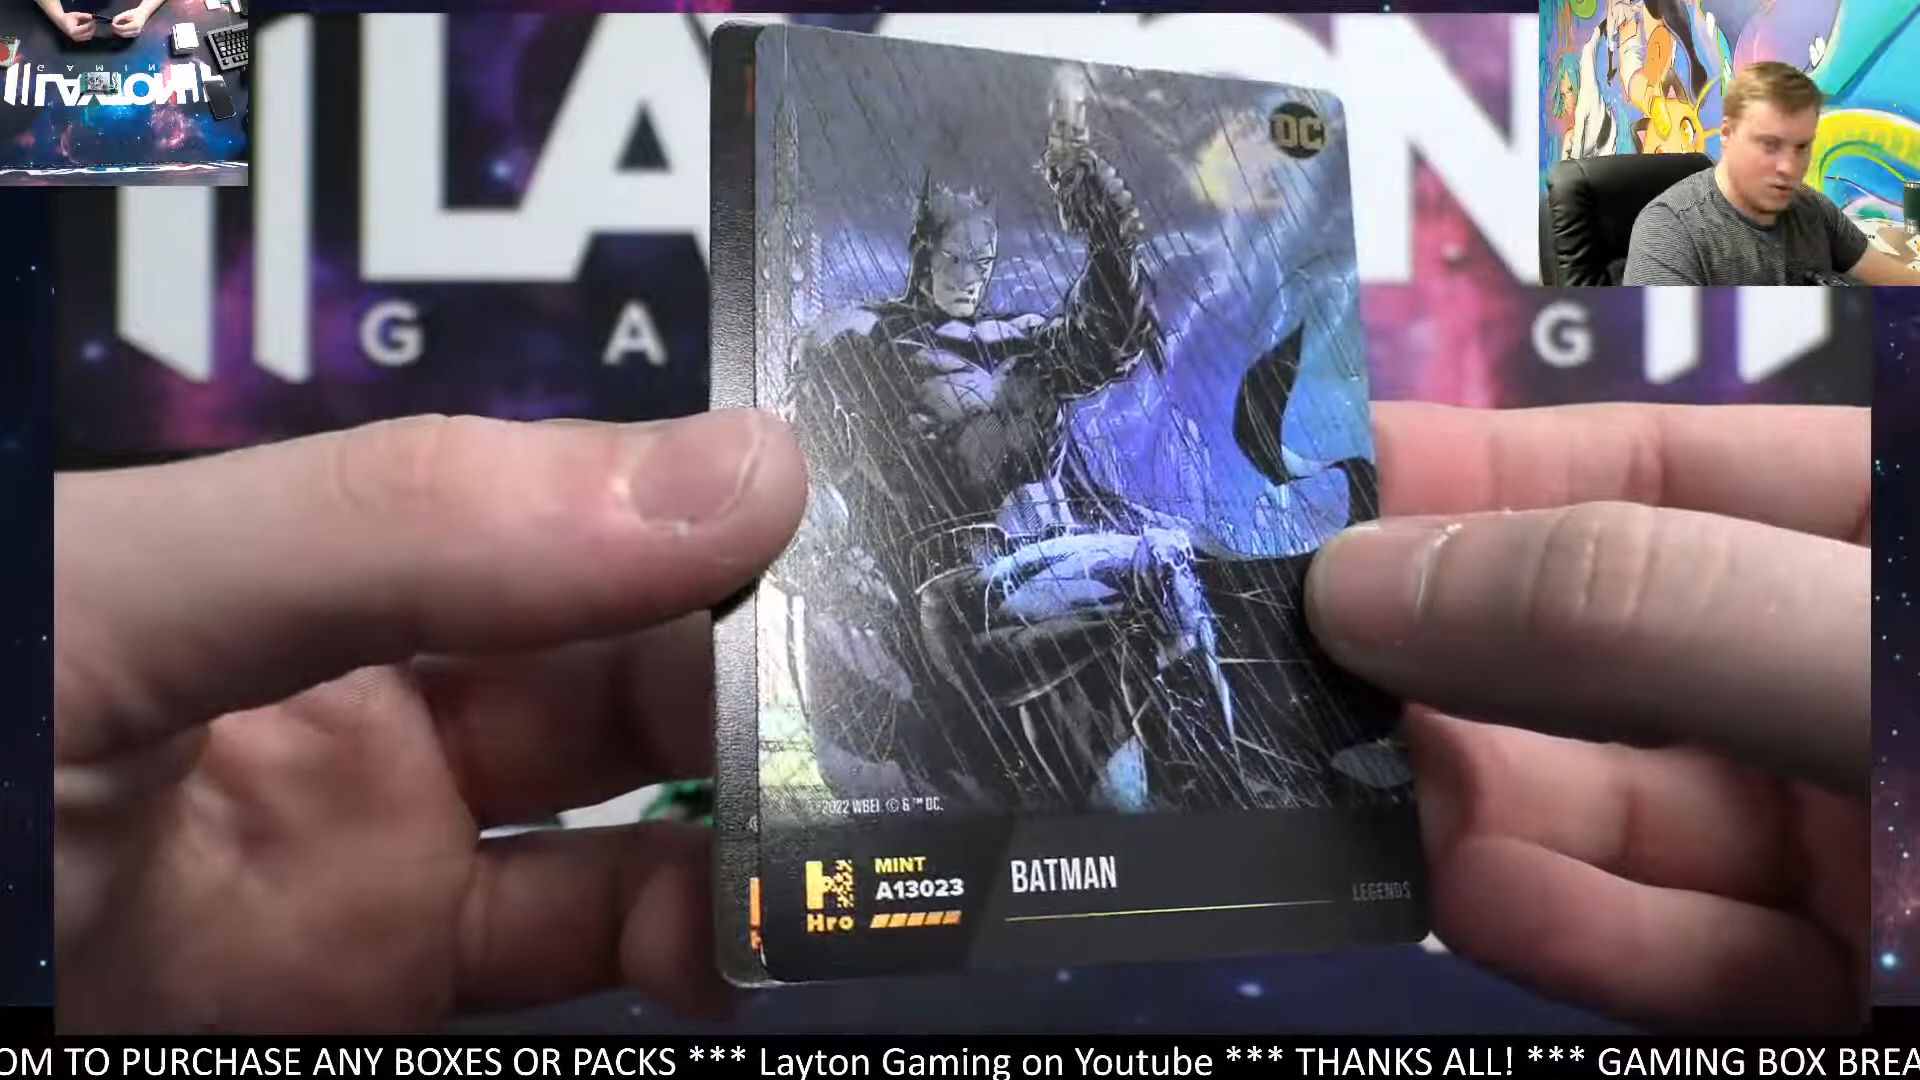 DC
G A G
©2022 WBEI. © & ™ DC.
MINT
A13023
BATMAN
LEGENDS
Hro
OM TO PURCHASE ANY BOXES OR PACKS *** Layton Gaming on Youtube *** THANKS ALL! *** GAMING BOX BREA